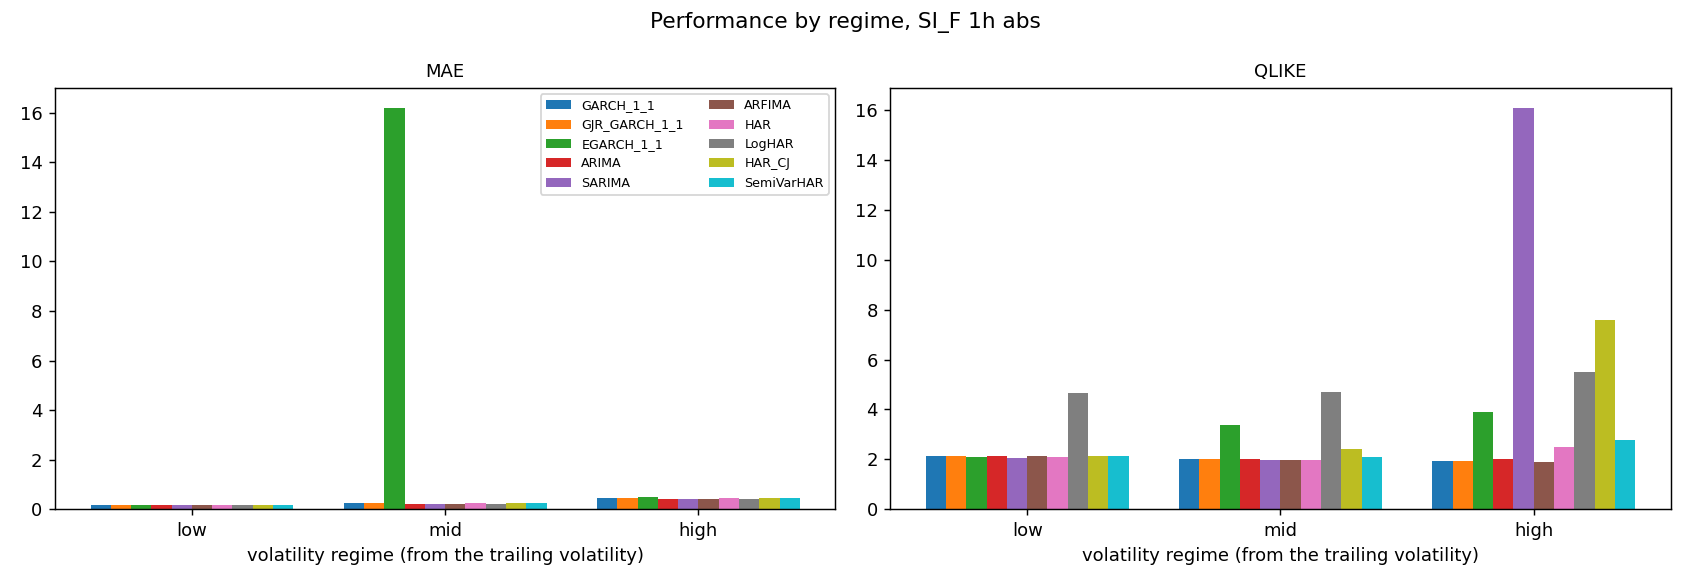 Performance by regime, SI_F 1h abs
MAE
16
14
12
10
8
6
4
2
0
GARCH_1_1
GJR_GARCH_1_1
EGARCH_1_1
ARIMA
SARIMA
ARFIMA
HAR
LogHAR
HAR_CJ
SemiVarHAR
low
mid
high
volatility regime (from the trailing volatility)
QLIKE
16
14
12
10
8
6
4
2
0
low
mid
high
volatility regime (from the trailing volatility)